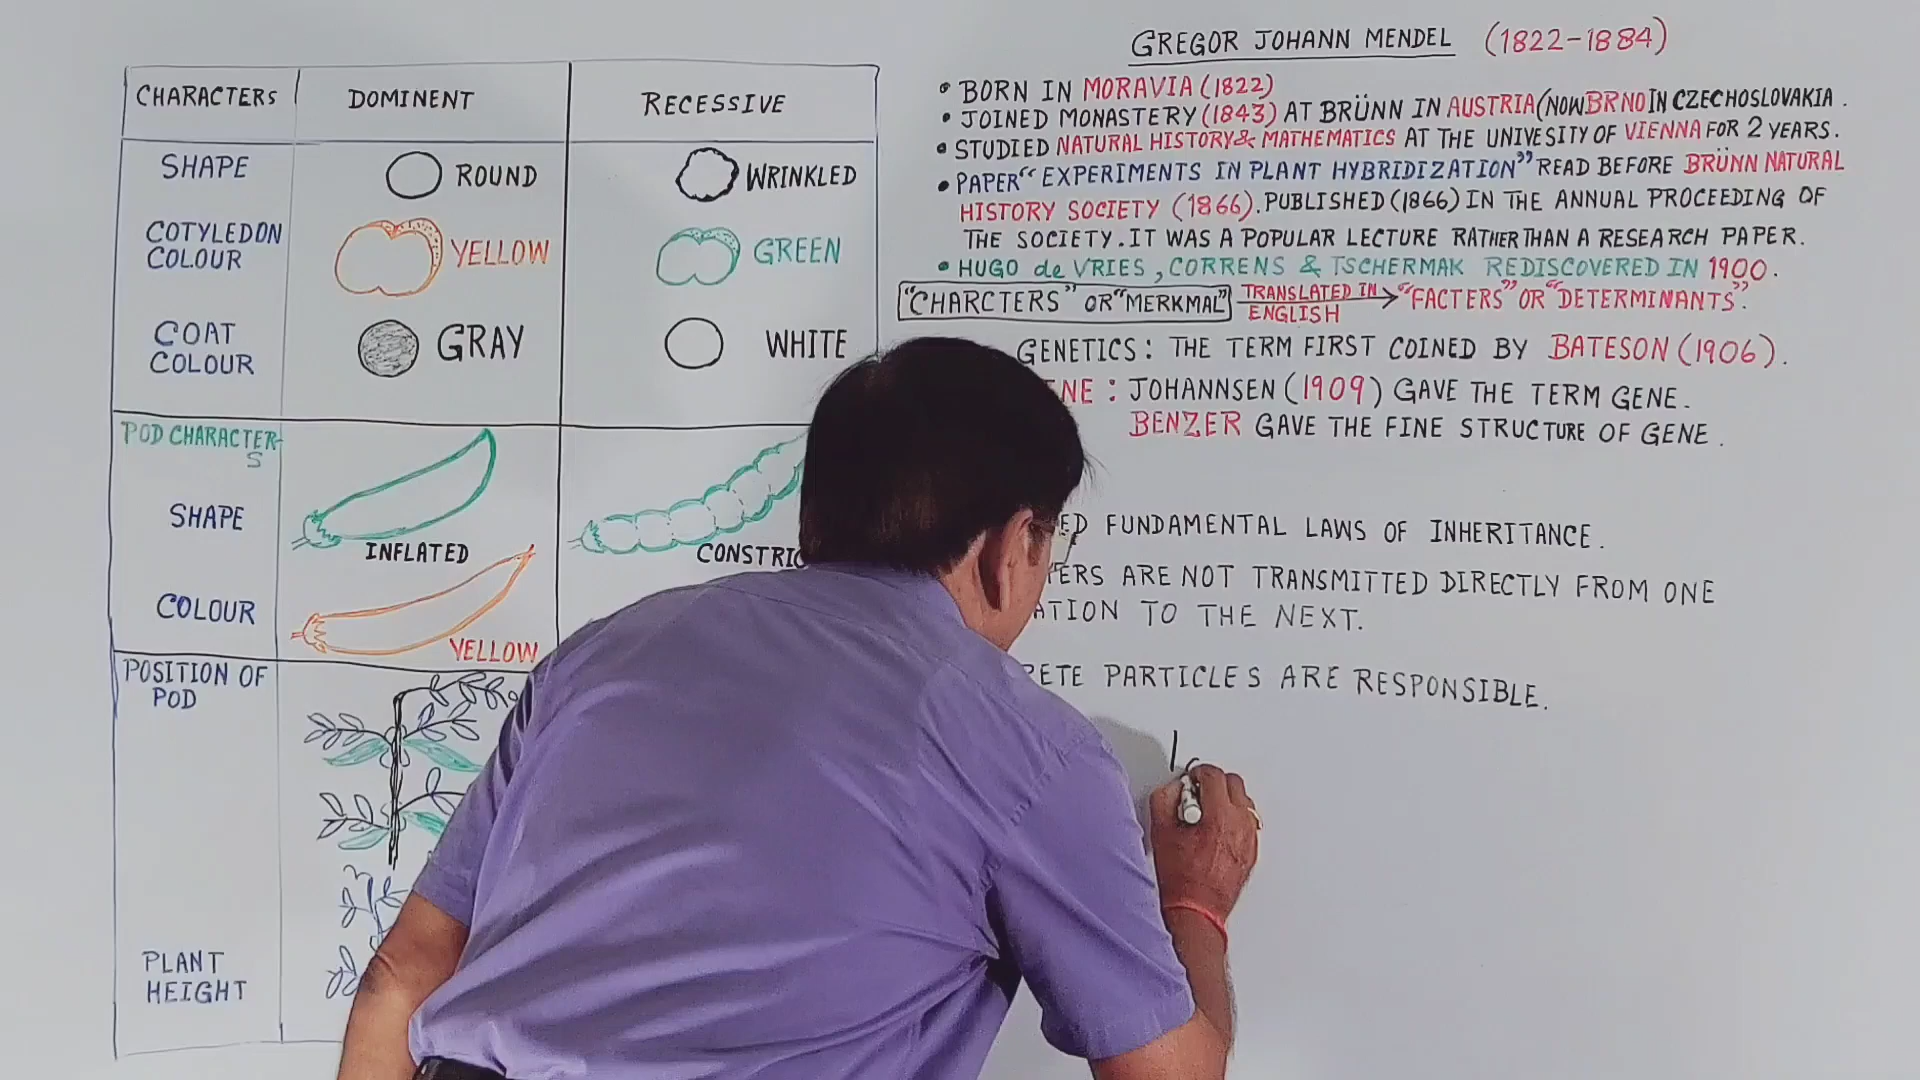 CHARACTERS DOMINENT RECESSIVE
SHAPE ROUND WRINKLED
COTYLEDON
COLOUR YELLOW GREEN
COAT
COLOUR GRAY WHITE
POD CHARACTER-
S
SHAPE INFLATED
COLOUR YELLOW
POSITION OF
POD
PLANT
HEIGHT
GREGOR JOHANN MENDEL (1822-1884)
• BORN IN MORAVIA (1822)
• JOINED MONASTERY (1843) AT BRÜNN IN AUSTRIA (NOW BRNO IN CZECHOSLOVAKIA.
• STUDIED NATURAL HISTORY & MATHEMATICS AT THE UNIVESITY OF VIENNA FOR 2 YEARS.
• PAPER "EXPERIMENTS IN PLANT HYBRIDIZATION" READ BEFORE BRÜNN NATURAL
HISTORY SOCIETY (1866). PUBLISHED (1866) IN THE ANNUAL PROCEEDING OF
THE SOCIETY. IT WAS A POPULAR LECTURE RATHER THAN A RESEARCH PAPER.
• HUGO de VRIES, CORRENS & TSCHERMAK REDISCOVERED IN 1900.
"CHARCTERS" OR "MERKMAL" TRANSLATED IN ENGLISH → "FACTERS" OR "DETERMINANTS".
GENETICS: THE TERM FIRST COINED BY BATESON (1906).
: JOHANNSEN (1909) GAVE THE TERM GENE.
BENZER GAVE THE FINE STRUCTURE OF GENE.
FUNDAMENTAL LAWS OF INHERITANCE.
ARE NOT TRANSMITTED DIRECTLY FROM ONE
TO THE NEXT.
PARTICLES ARE RESPONSIBLE.